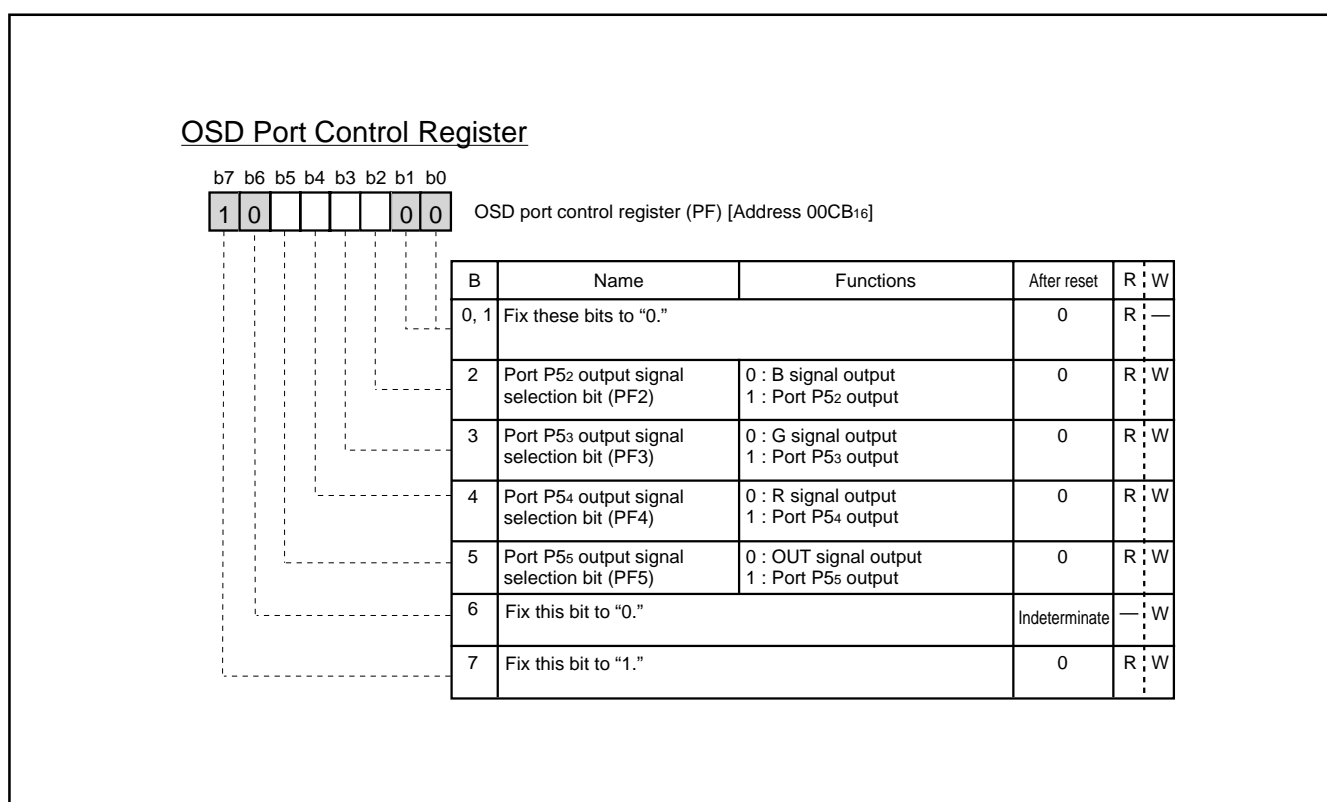 OSD Port Control Register
b7 b6 b5 b4 b3 b2 b1 b0
1 0 0 0 OSD port control register (PF) [Address 00CB16]
B Name Functions After reset R W
0, 1 Fix these bits to “0.” 0 R —
2 Port P52 output signal selection bit (PF2) 0 : B signal output 0 R W
1 : Port P52 output
3 Port P53 output signal selection bit (PF3) 0 : G signal output 0 R W
1 : Port P53 output
4 Port P54 output signal selection bit (PF4) 0 : R signal output 0 R W
1 : Port P54 output
5 Port P55 output signal selection bit (PF5) 0 : OUT signal output 0 R W
1 : Port P55 output
6 Fix this bit to “0.” Indeterminate — W
7 Fix this bit to “1.” 0 R W